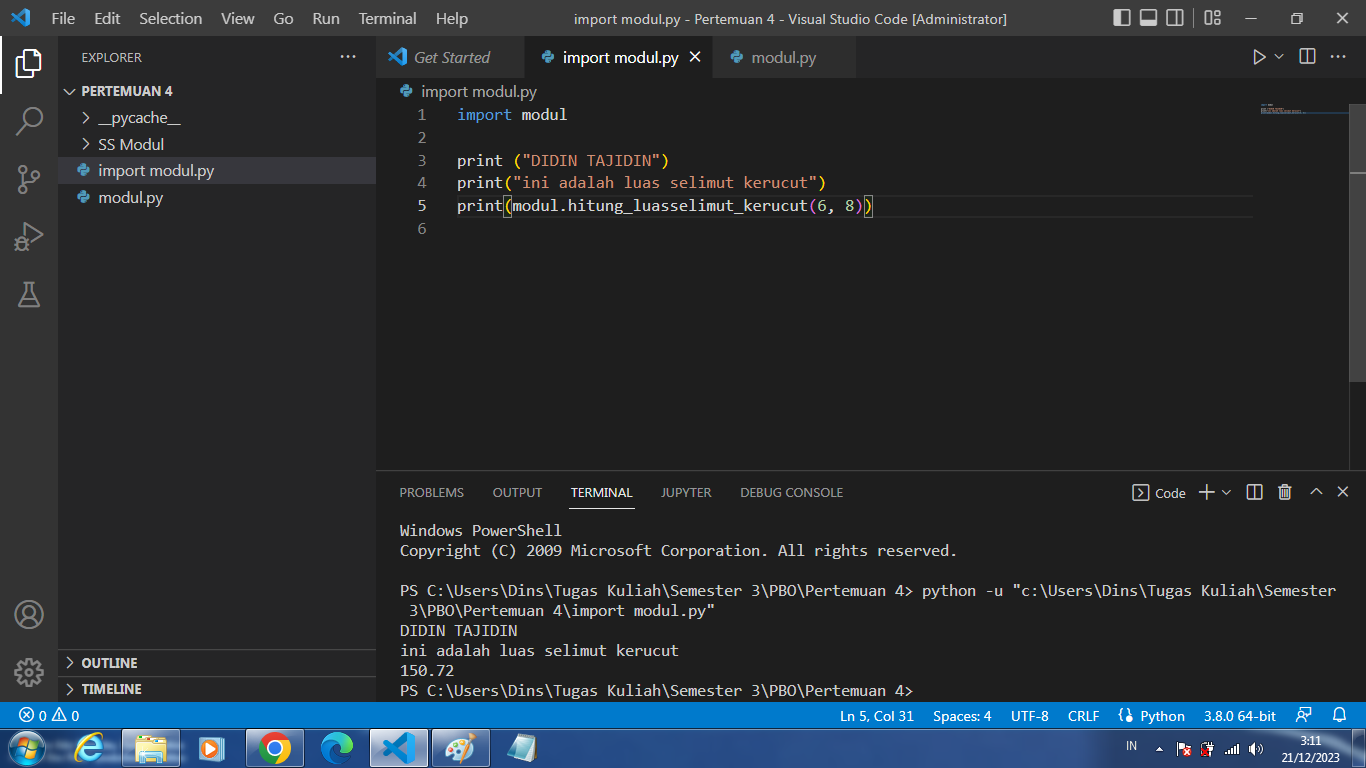 File Edit Selection View Go Run Terminal Help
import modul.py - Pertemuan 4 - Visual Studio Code [Administrator]
EXPLORER
PERTEMUAN 4
__pycache__
SS Modul
import modul.py
modul.py
OUTLINE
TIMELINE
Get Started
import modul.py
modul.py
import modul.py
1 import modul
2
3 print ("DIDIN TAJIDIN")
4 print("ini adalah luas selimut kerucut")
5 print(modul.hitung_luasselimut_kerucut(6, 8))
6
PROBLEMS OUTPUT TERMINAL JUPYTER DEBUG CONSOLE
Code
Windows PowerShell
Copyright (C) 2009 Microsoft Corporation. All rights reserved.
PS C:\Users\Dins\Tugas Kuliah\Semester 3\PBO\Pertemuan 4> python -u "c:\Users\Dins\Tugas Kuliah\Semester
3\PBO\Pertemuan 4\import modul.py"
DIDIN TAJIDIN
ini adalah luas selimut kerucut
150.72
PS C:\Users\Dins\Tugas Kuliah\Semester 3\PBO\Pertemuan 4>
0 0
Ln 5, Col 31 Spaces: 4 UTF-8 CRLF Python 3.8.0 64-bit
IN
3:11
21/12/2023